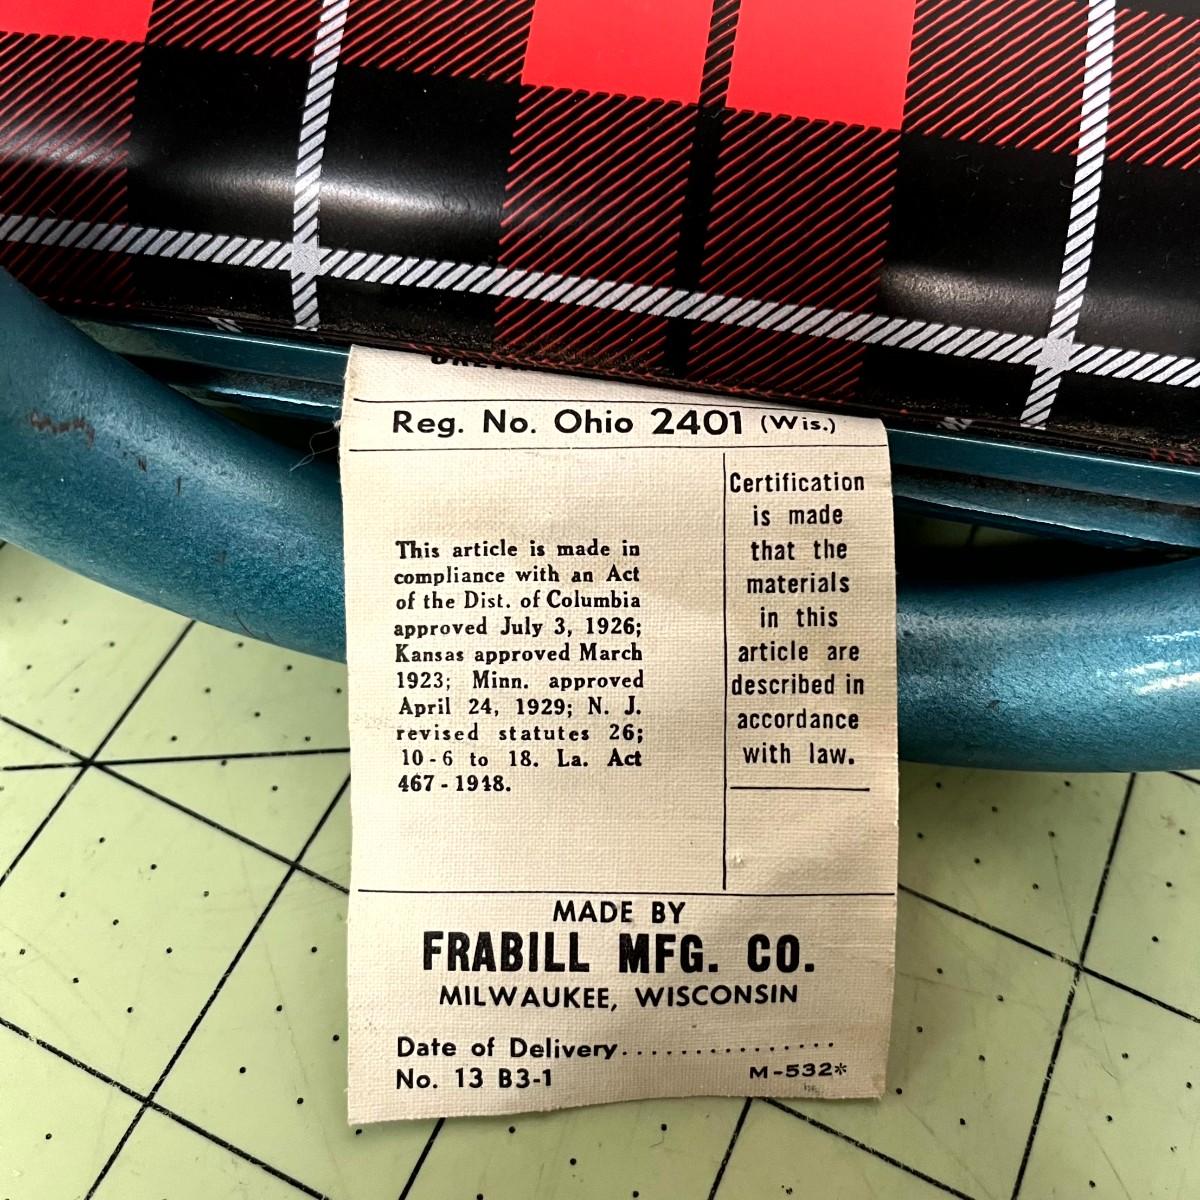 Reg. No. Ohio 2401 (Wis.)
This article is made in
compliance with an Act
of the Dist. of Columbia
approved July 3, 1926;
Kansas approved March
1923; Minn. approved
April 24, 1929; N. J.
revised statutes 26;
10-6 to 18. La. Act
467-1948.
Certification
is made
that the
materials
in this
article are
described in
accordance
with law.
MADE BY
FRABILL MFG. CO.
MILWAUKEE, WISCONSIN
Date of Delivery...............
No. 13 B3-1 M-532*